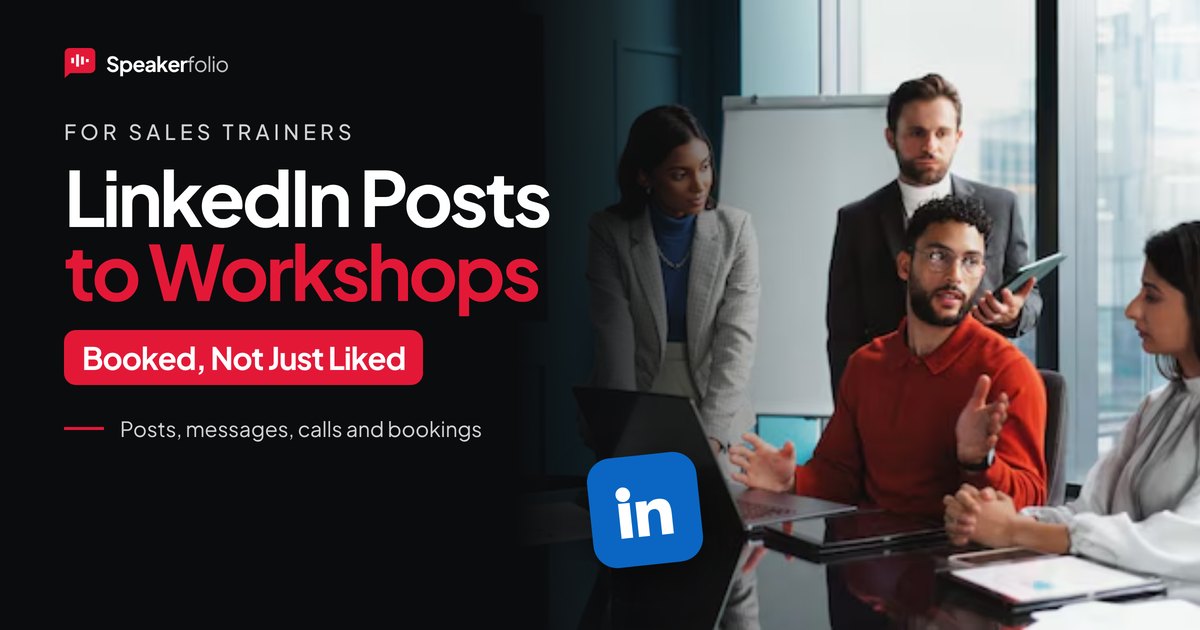 Speakerfolio
FOR SALES TRAINERS
LinkedIn Posts
to Workshops
Booked, Not Just Liked
Posts, messages, calls and bookings
in